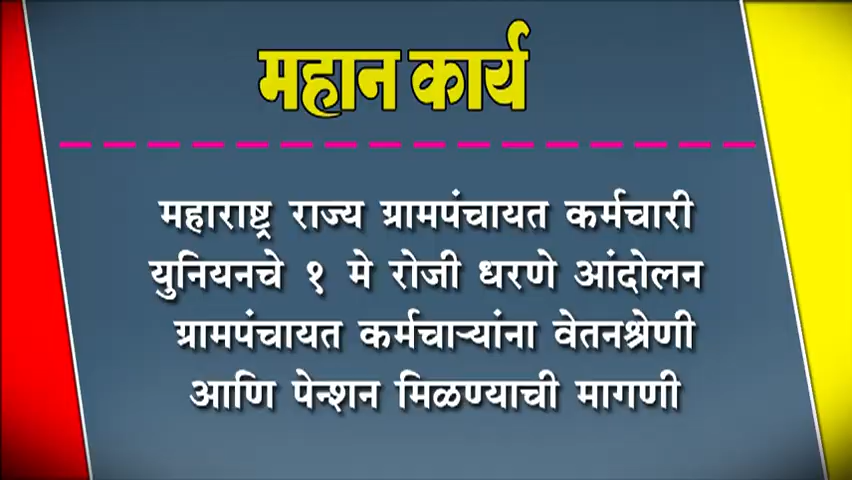 महान कार्य
महाराष्ट्र राज्य ग्रामपंचायत कर्मचारी
युनियनचे १ मे रोजी धरणे आंदोलन
ग्रामपंचायत कर्मचाऱ्यांना वेतनश्रेणी
आणि पेन्शन मिळण्याची मागणी